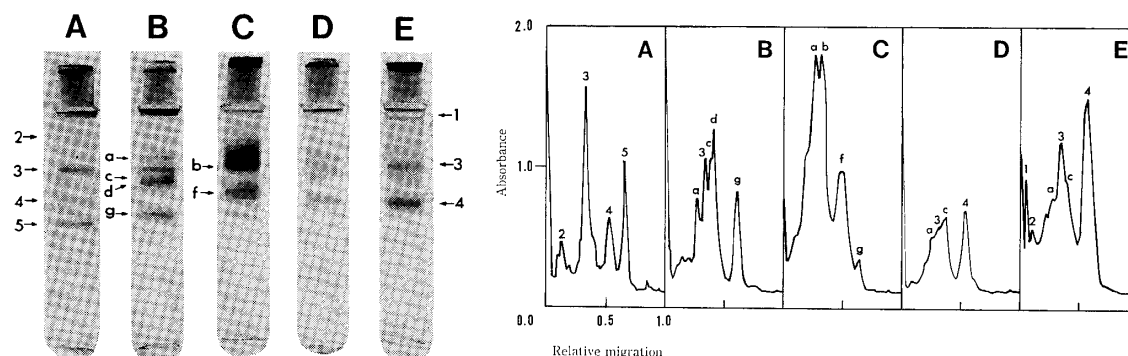 A B C D E
2
3
4
5
a
c
d
g
b
f
1
3
4
2.0
1.0
Absorbance
A B C D E
2 3 4 5
a 3 c d g
a b f g
a 3 c 4
1 2 a 3 c 4
0.0 0.5 1.0
Relative migration